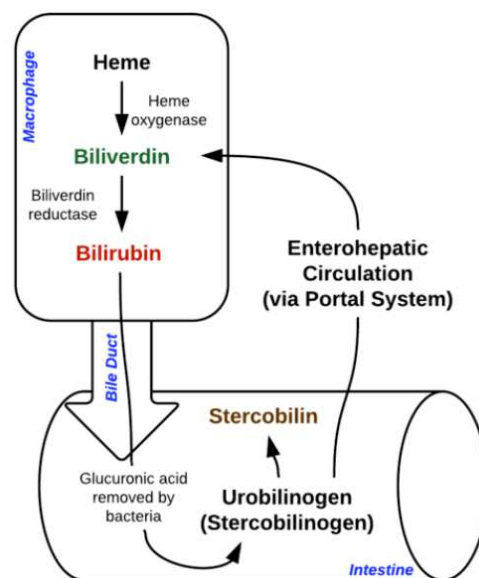 Macrophage
Heme
Heme
oxygenase
Biliverdin
Biliverdin
reductase
Bilirubin
Enterohepatic
Circulation
(via Portal System)
Bile Duct
Stercobilin
Glucuronic acid
removed by
bacteria
Urobilinogen
(Stercobilinogen)
Intestine